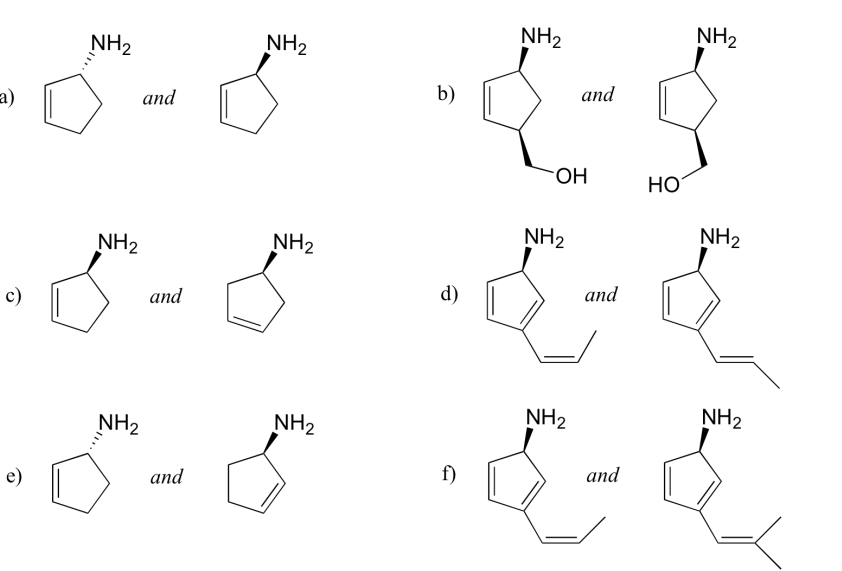 NH2 NH2
a) and
NH2 NH2
b) and
OH HO
NH2 NH2
c) and
NH2 NH2
d) and
NH2 NH2
e) and
NH2 NH2
f) and